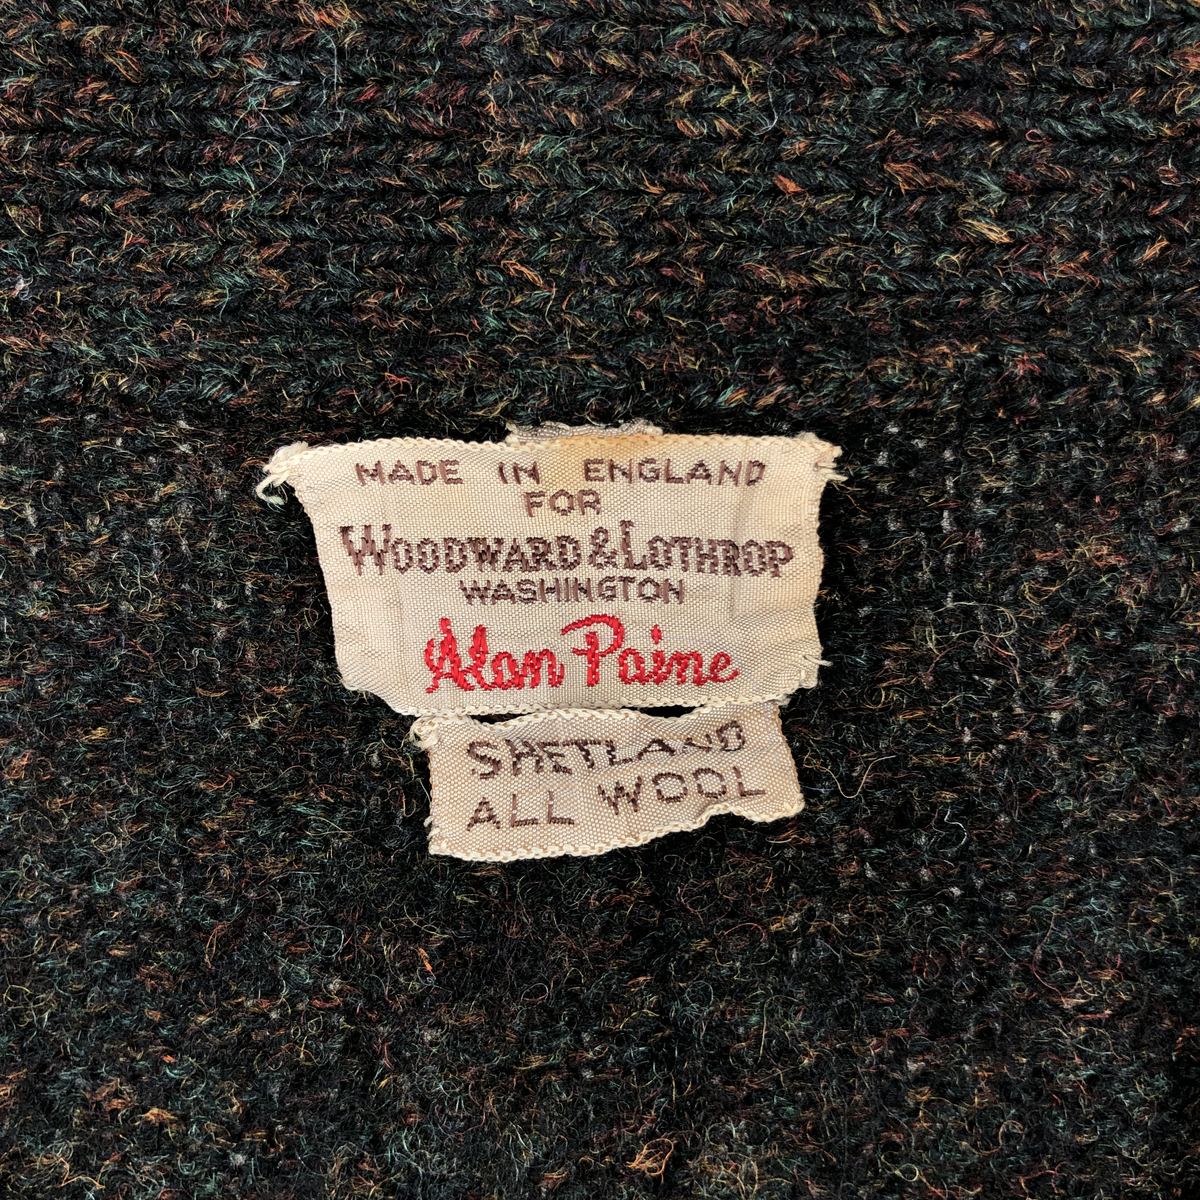 MADE IN ENGLAND
FOR
WOODWARD & LOTHROP
WASHINGTON
Alan Paine
SHETLAND
ALL WOOL